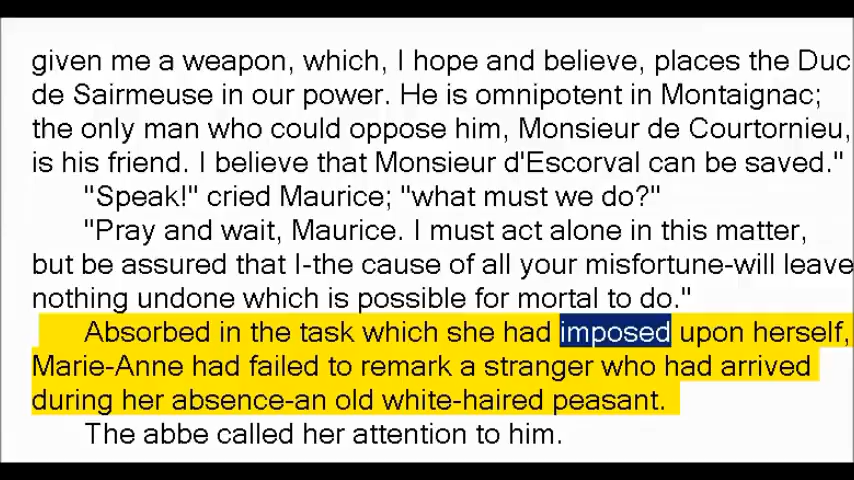 given me a weapon, which, I hope and believe, places the Duc
de Sairmeuse in our power. He is omnipotent in Montaignac;
the only man who could oppose him, Monsieur de Courtornieu,
is his friend. I believe that Monsieur d'Escorval can be saved."
"Speak!" cried Maurice; "what must we do?"
"Pray and wait, Maurice. I must act alone in this matter,
but be assured that I-the cause of all your misfortune-will leave
nothing undone which is possible for mortal to do."
Absorbed in the task which she had imposed upon herself,
Marie-Anne had failed to remark a stranger who had arrived
during her absence-an old white-haired peasant.
The abbe called her attention to him.